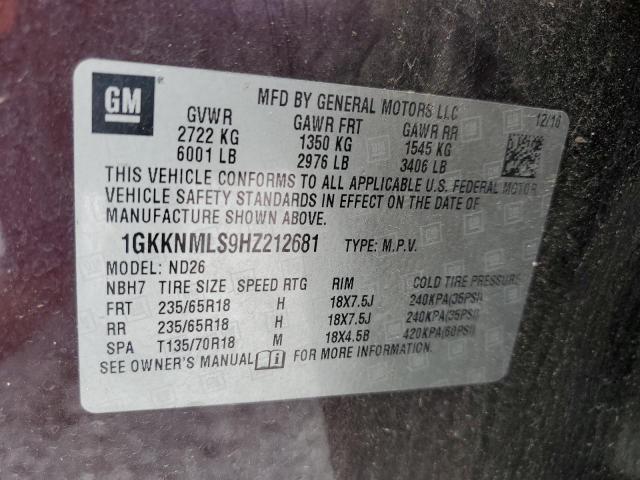 GM
MFD BY GENERAL MOTORS LLC
12/16
GVWR GAWR FRT GAWR RR
2722 KG 1350 KG 1545 KG
6001 LB 2976 LB 3406 LB
THIS VEHICLE CONFORMS TO ALL APPLICABLE U.S. FEDERAL MOTOR
VEHICLE SAFETY STANDARDS IN EFFECT ON THE DATE OF
MANUFACTURE SHOWN ABOVE.
1GKKNMLS9HZ212681 TYPE: M.P.V.
MODEL: ND26
NBH7 TIRE SIZE SPEED RTG RIM COLD TIRE PRESSURE
FRT 235/65R18 H 18X7.5J 240KPA(35PSI)
RR 235/65R18 H 18X7.5J 240KPA(35PSI)
SPA T135/70R18 M 18X4.5B 420KPA(60PSI)
SEE OWNER'S MANUAL